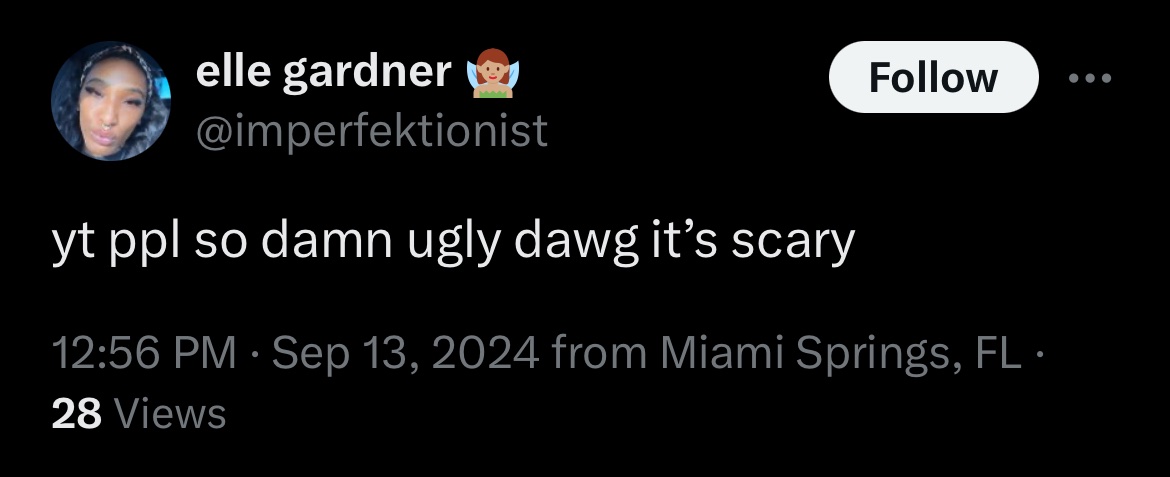 elle gardner 🧚
Follow
@imperfektionist
yt ppl so damn ugly dawg it’s scary
12:56 PM · Sep 13, 2024 from Miami Springs, FL ·
28 Views